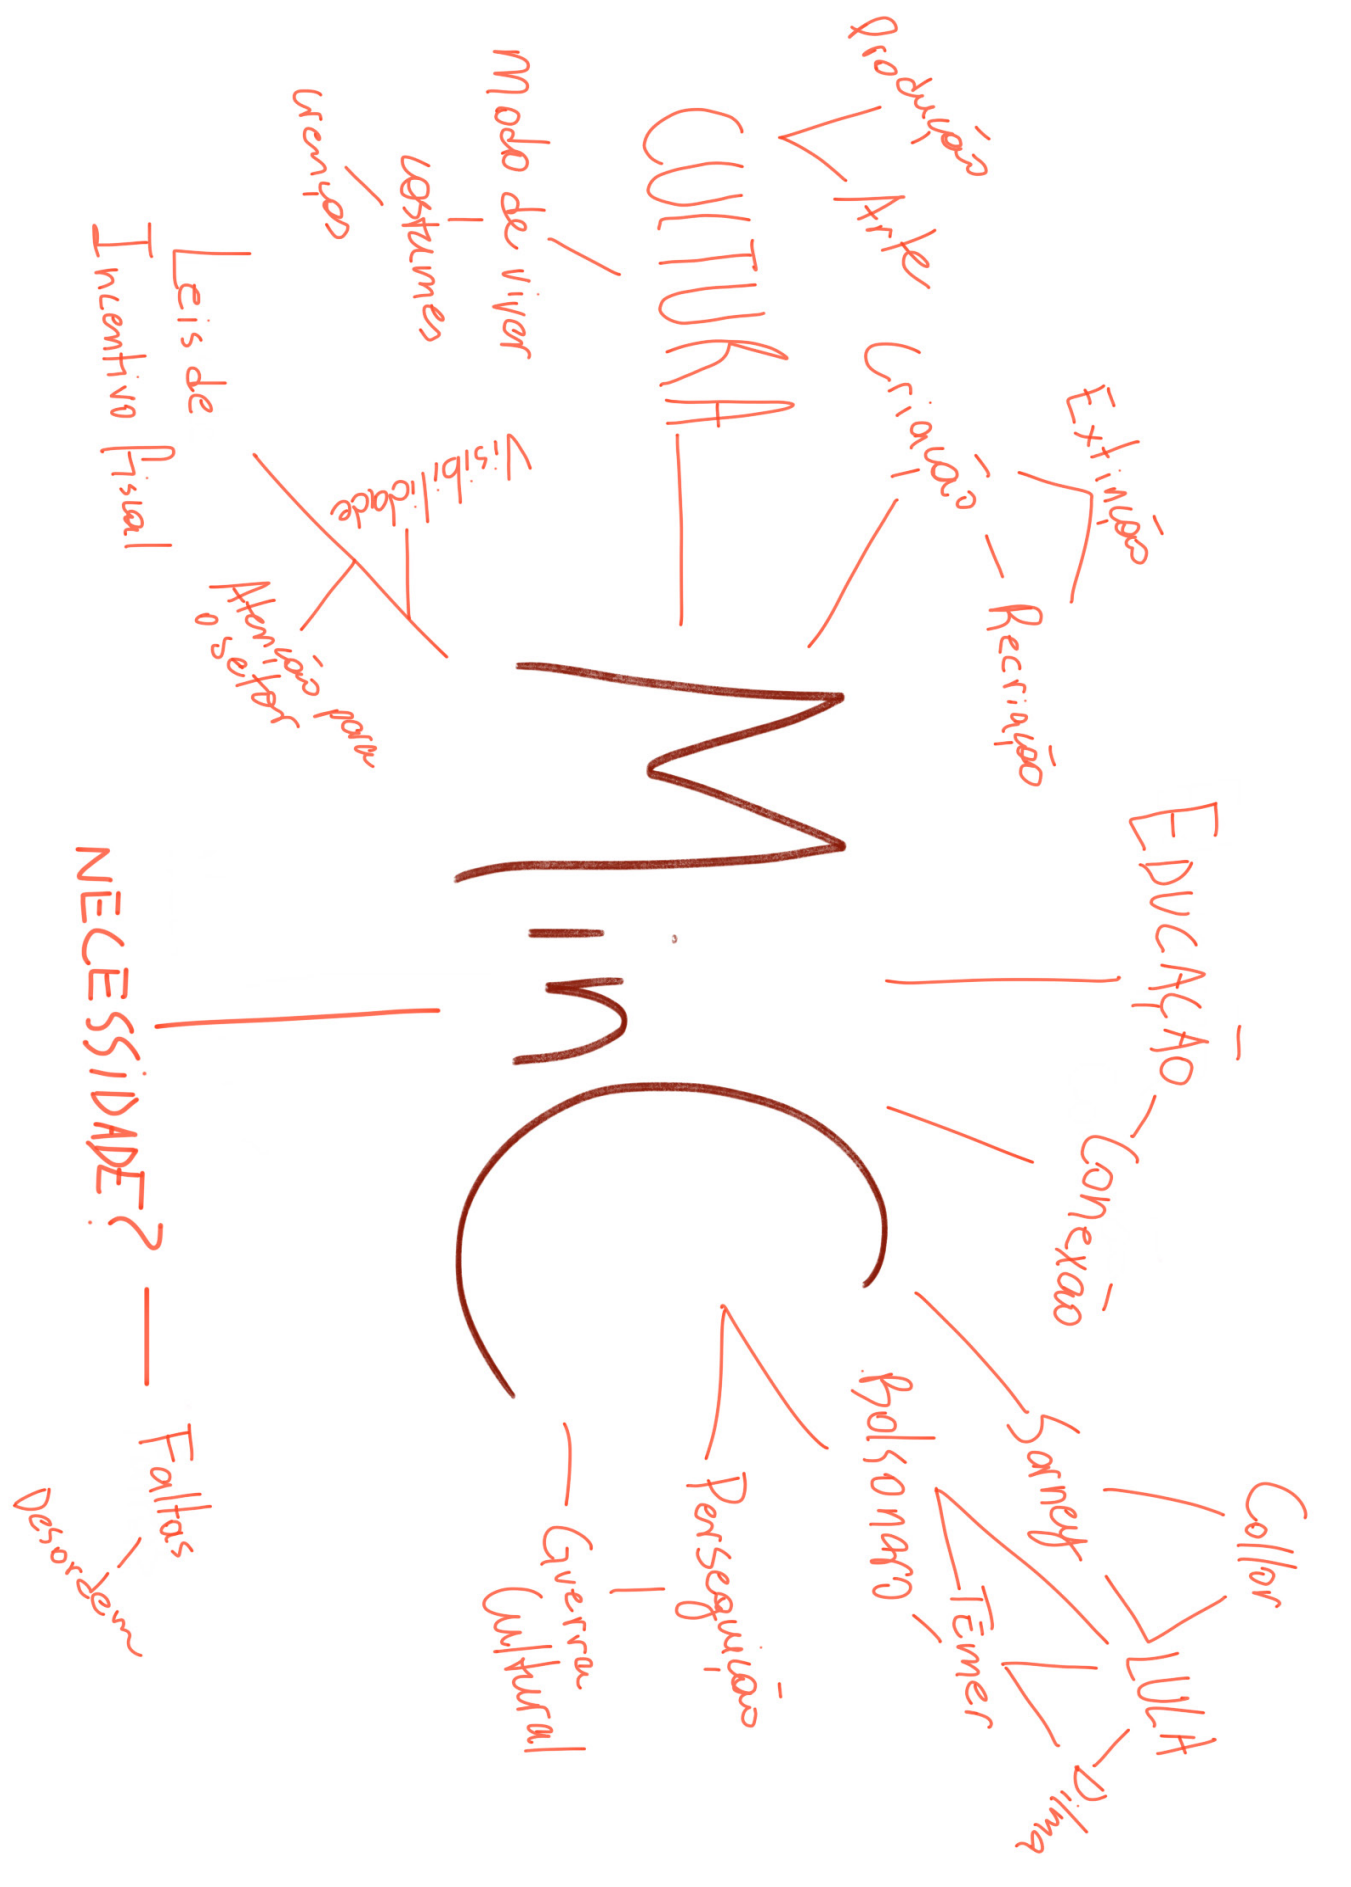 Produção
Arte
CULTURA
Modo de viver
Costumes
Crenças
Criação
Extinção
Recriação
EDUCAÇÃO
Conexão
Leis de
Incentivo fiscal
Visibilidade
Atenção para
o setor
MinC
Sarney
Collor
LULA
Dilma
Temer
Bolsonaro
Perseguição
Guerra
Cultural
NECESSIDADE?
Faltas
Desordem